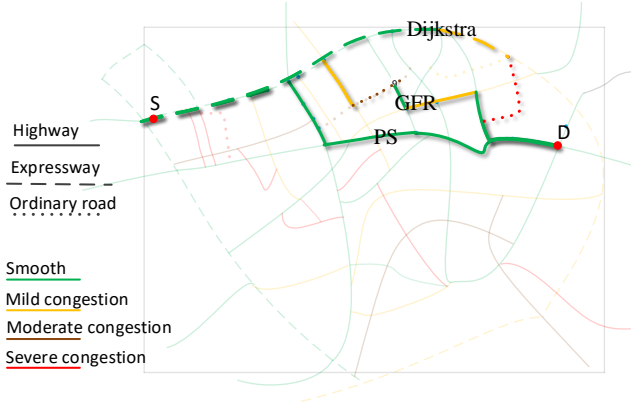 Dijkstra
S
GFR
PS
D
Highway
Expressway
Ordinary road
Smooth
Mild congestion
Moderate congestion
Severe congestion